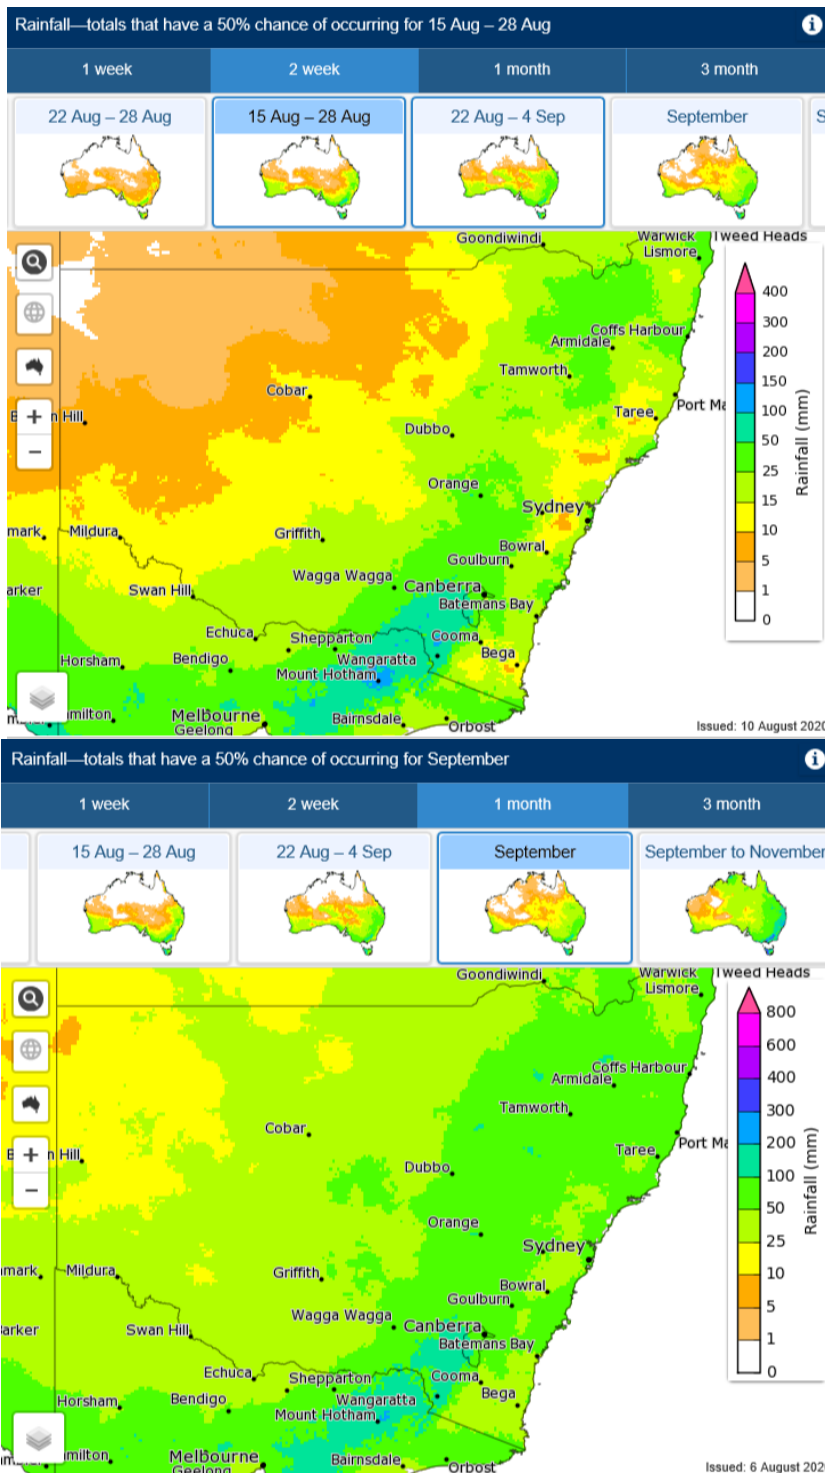 Rainfall—totals that have a 50% chance of occurring for 15 Aug – 28 Aug
1 week 2 week 1 month 3 month
22 Aug – 28 Aug 15 Aug – 28 Aug 22 Aug – 4 Sep September S
Goondiwindi Warwick Tweed Heads
Lismore
400
300
Coffs Harbour
Armidale
200
Tamworth
150
Cobar
Hill
Taree Port Ma
100
Dubbo
50
Orange
25
Sydney
15
mark Mildura Griffith
10
Bowral
Goulburn
5
Wagga Wagga Canberra
arker Swan Hill
1
Batemans Bay
0
Rainfall (mm)
Echuca Shepparton Cooma
Horsham Bendigo Wangaratta Bega
Mount Hotham
milton Melbourne Bairnsdale Orbost
Geelong
Issued: 10 August 2020
Rainfall—totals that have a 50% chance of occurring for September
1 week 2 week 1 month 3 month
15 Aug – 28 Aug 22 Aug – 4 Sep September September to November
Goondiwindi Warwick Tweed Heads
Lismore
800
600
Coffs Harbour
Armidale
400
Tamworth
300
Cobar
Hill
Taree Port Ma
200
Dubbo
100
Orange
50
Sydney
25
mark Mildura Griffith
10
Bowral
Goulburn
5
Wagga Wagga Canberra
arker Swan Hill
1
Batemans Bay
0
Rainfall (mm)
Echuca Shepparton Cooma
Horsham Bendigo Wangaratta Bega
Mount Hotham
milton Melbourne Bairnsdale Orbost
Geelong
Issued: 6 August 202